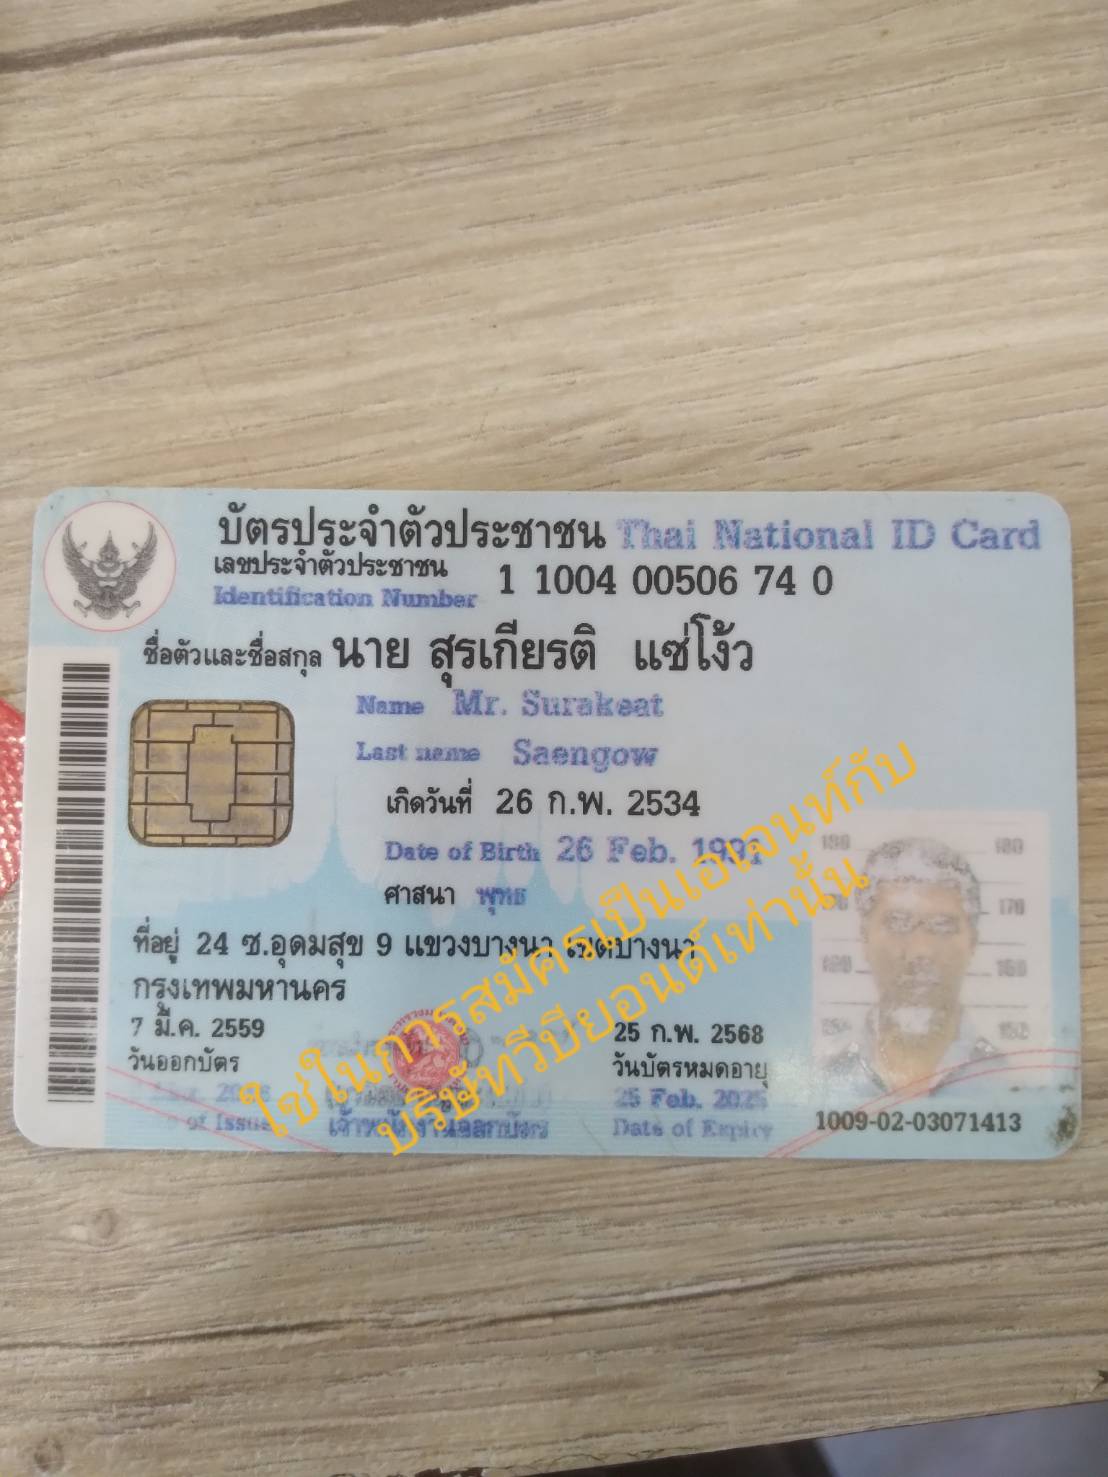 บัตรประจำตัวประชาชน Thai National ID Card
เลขประจำตัวประชาชน 1 1004 00506 74 0
Identification Number
ชื่อตัวและชื่อสกุล นาย สุรเกียรติ แซ่โง้ว
Name Mr. Surakeat
Last name Saengow
เกิดวันที่ 26 ก.พ. 2534
Date of Birth 26 Feb. 1991
ศาสนา พุทธ
ที่อยู่ 24 ซ.อุดมสุข 9 แขวงบางนา เขตบางนา
กรุงเทพมหานคร
7 มี.ค. 2559
วันออกบัตร
of Issue
เจ้าพนักงานออกบัตร
25 ก.พ. 2568
วันบัตรหมดอายุ
25 Feb. 2025
Date of Expiry
180 180
170
160 160
1009-02-03071413
ใช้ในการสมัครเป็นเอเจนท์กับ
บริษัททวีบียอนด์เท่านั้น